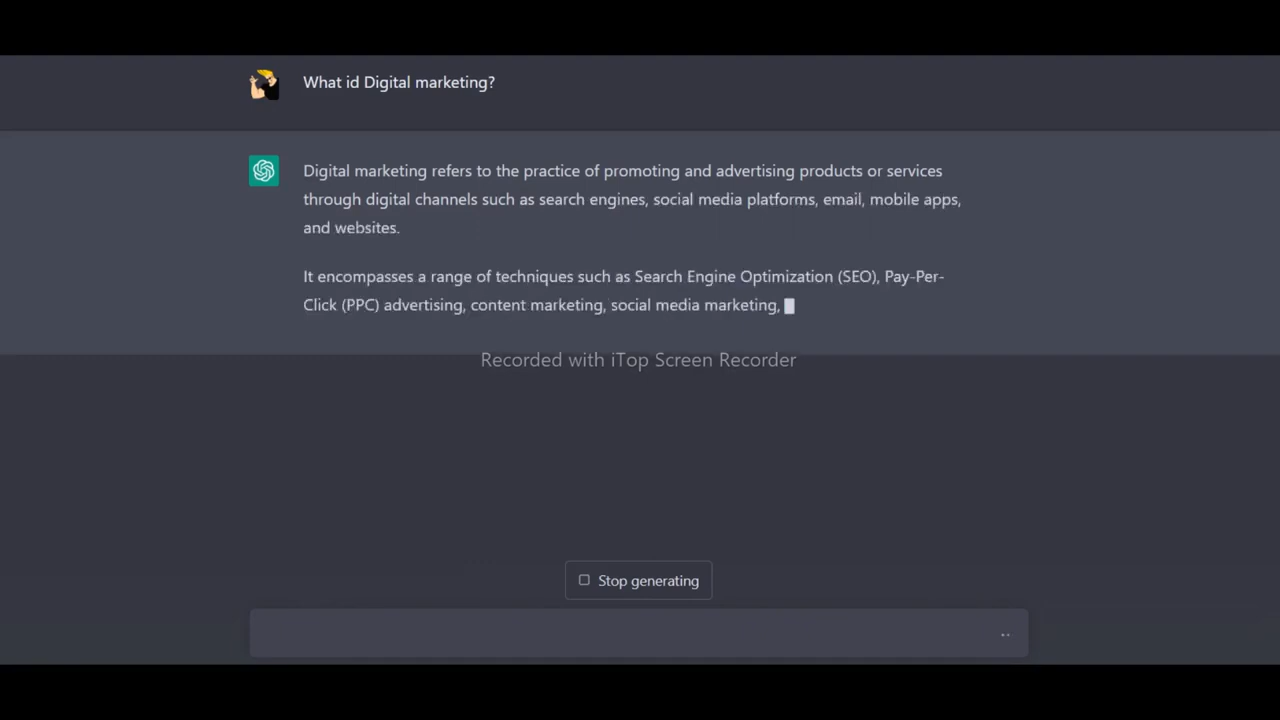 What id Digital marketing?
Digital marketing refers to the practice of promoting and advertising products or services
through digital channels such as search engines, social media platforms, email, mobile apps,
and websites.
It encompasses a range of techniques such as Search Engine Optimization (SEO), Pay-Per-
Click (PPC) advertising, content marketing, social media marketing,
Recorded with iTop Screen Recorder
Stop generating